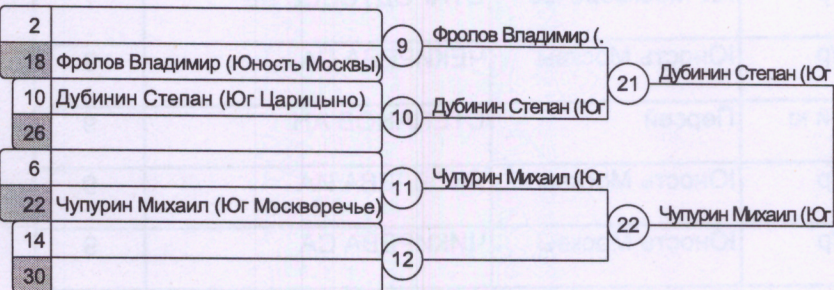 2
9 Фролов Владимир (.
18 Фролов Владимир (Юность Москвы)
21 Дубинин Степан (Юг
10 Дубинин Степан (Юг Царицыно)
10 Дубинин Степан (Юг
26
6
11 Чупурин Михаил (Юг
22 Чупурин Михаил (Юг Москворечье)
22 Чупурин Михаил (Юг
14
12
30